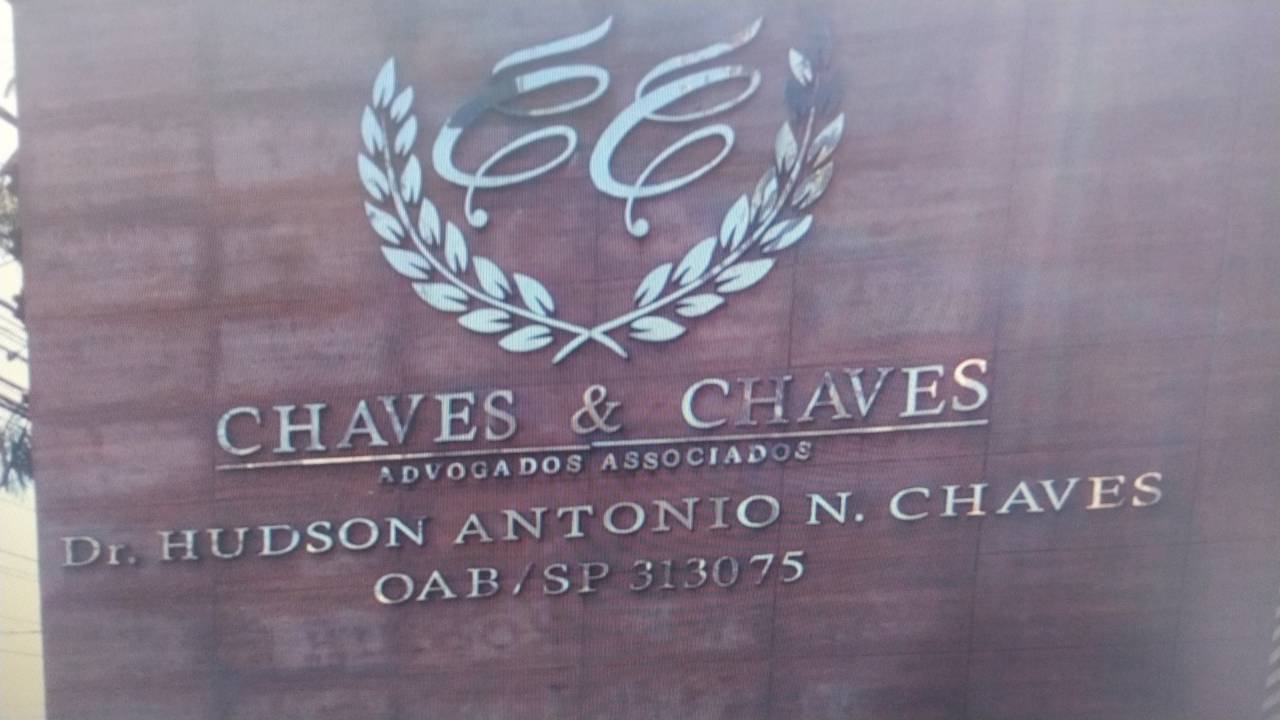 CC
CHAVES & CHAVES
ADVOGADOS ASSOCIADOS
Dr. HUDSON ANTONIO N. CHAVES
OAB/SP 313075